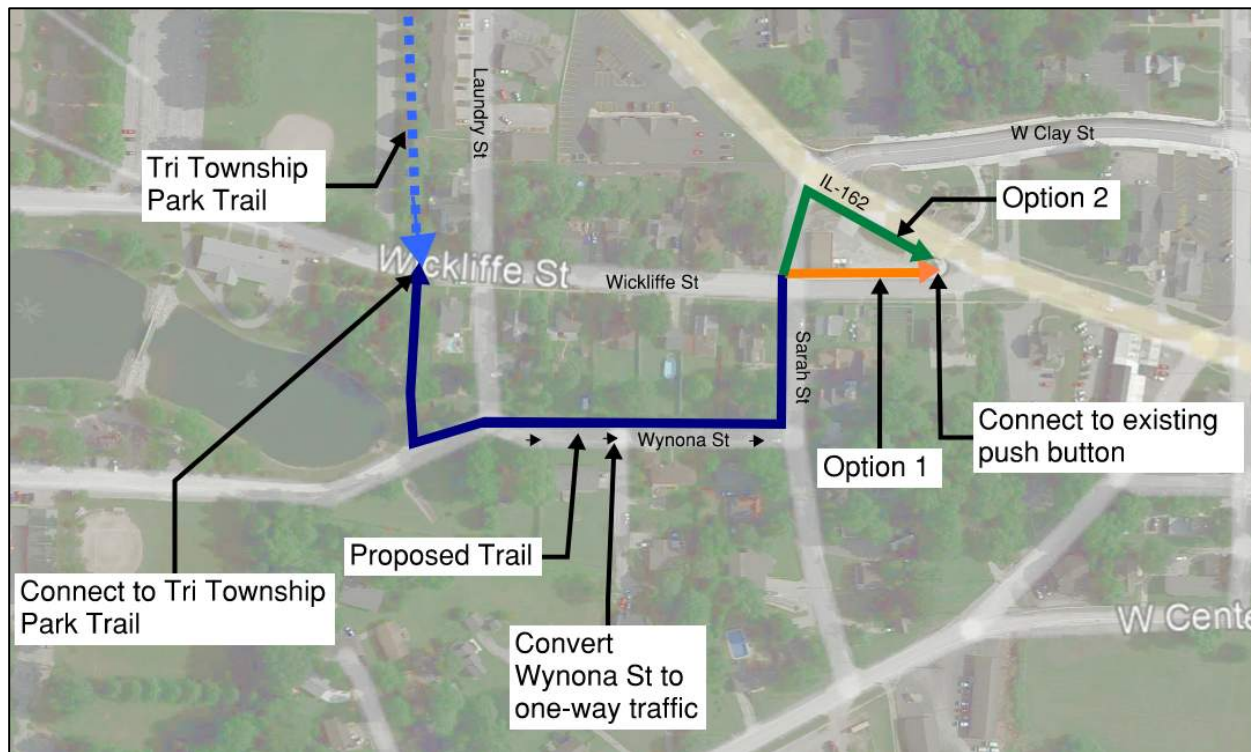 Laundry St
W Clay St
Tri Township
Park Trail
IL-162
Option 2
Wickliffe St
Wickliffe St
Sarah St
Connect to existing
push button
Wynona St
Option 1
Proposed Trail
Connect to Tri Township
Park Trail
Convert
Wynona St to
one-way traffic
W Cente